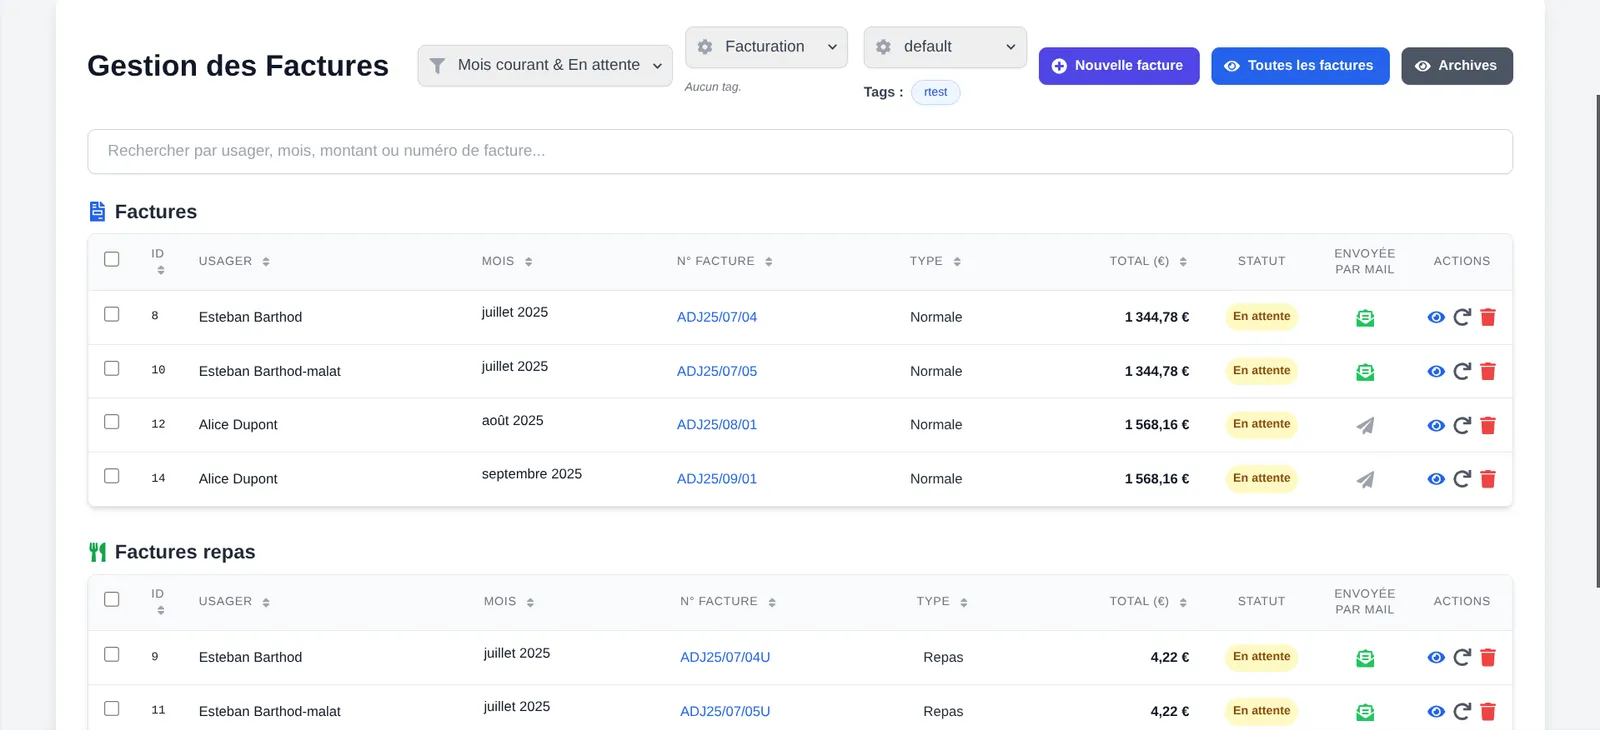 Gestion des Factures
Mois courant & En attente
Facturation
Aucun tag.
default
Tags : rtest
Nouvelle facture
Toutes les factures
Archives
Rechercher par usager, mois, montant ou numéro de facture...
Factures
ID USAGER MOIS N° FACTURE TYPE TOTAL (€) STATUT ENVOYÉE PAR MAIL ACTIONS
8 Esteban Barthod juillet 2025 ADJ25/07/04 Normale 1 344,78 € En attente
10 Esteban Barthod-malat juillet 2025 ADJ25/07/05 Normale 1 344,78 € En attente
12 Alice Dupont août 2025 ADJ25/08/01 Normale 1 568,16 € En attente
14 Alice Dupont septembre 2025 ADJ25/09/01 Normale 1 568,16 € En attente
Factures repas
ID USAGER MOIS N° FACTURE TYPE TOTAL (€) STATUT ENVOYÉE PAR MAIL ACTIONS
9 Esteban Barthod juillet 2025 ADJ25/07/04U Repas 4,22 € En attente
11 Esteban Barthod-malat juillet 2025 ADJ25/07/05U Repas 4,22 € En attente